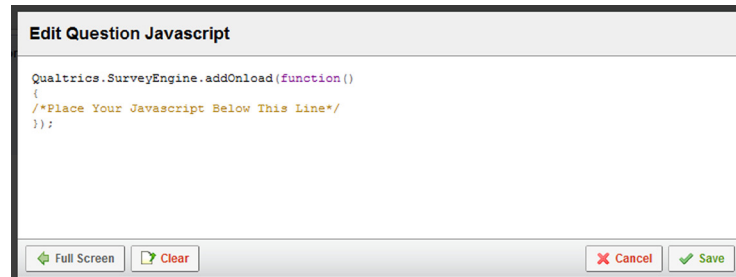 Edit Question Javascript
Qualtrics.SurveyEngine.addOnload(function()
{
/*Place Your Javascript Below This Line*/
});
Full Screen Clear Cancel Save